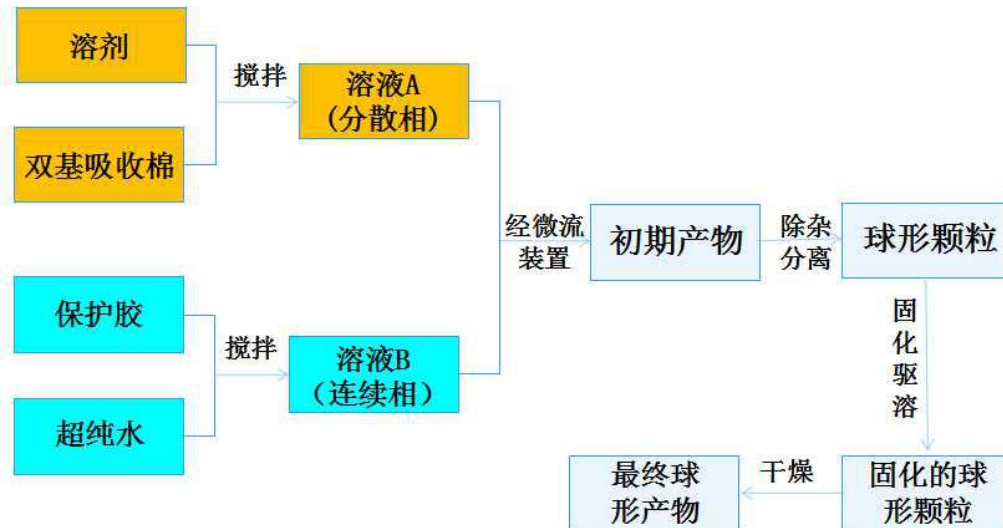 溶剂
双基吸收棉
搅拌
溶液A
(分散相)
保护胶
超纯水
搅拌
溶液B
（连续相）
经微流
装置
初期产物
除杂
分离
球形颗粒
固
化
驱
溶
固化的球
形颗粒
干燥
最终球
形产物